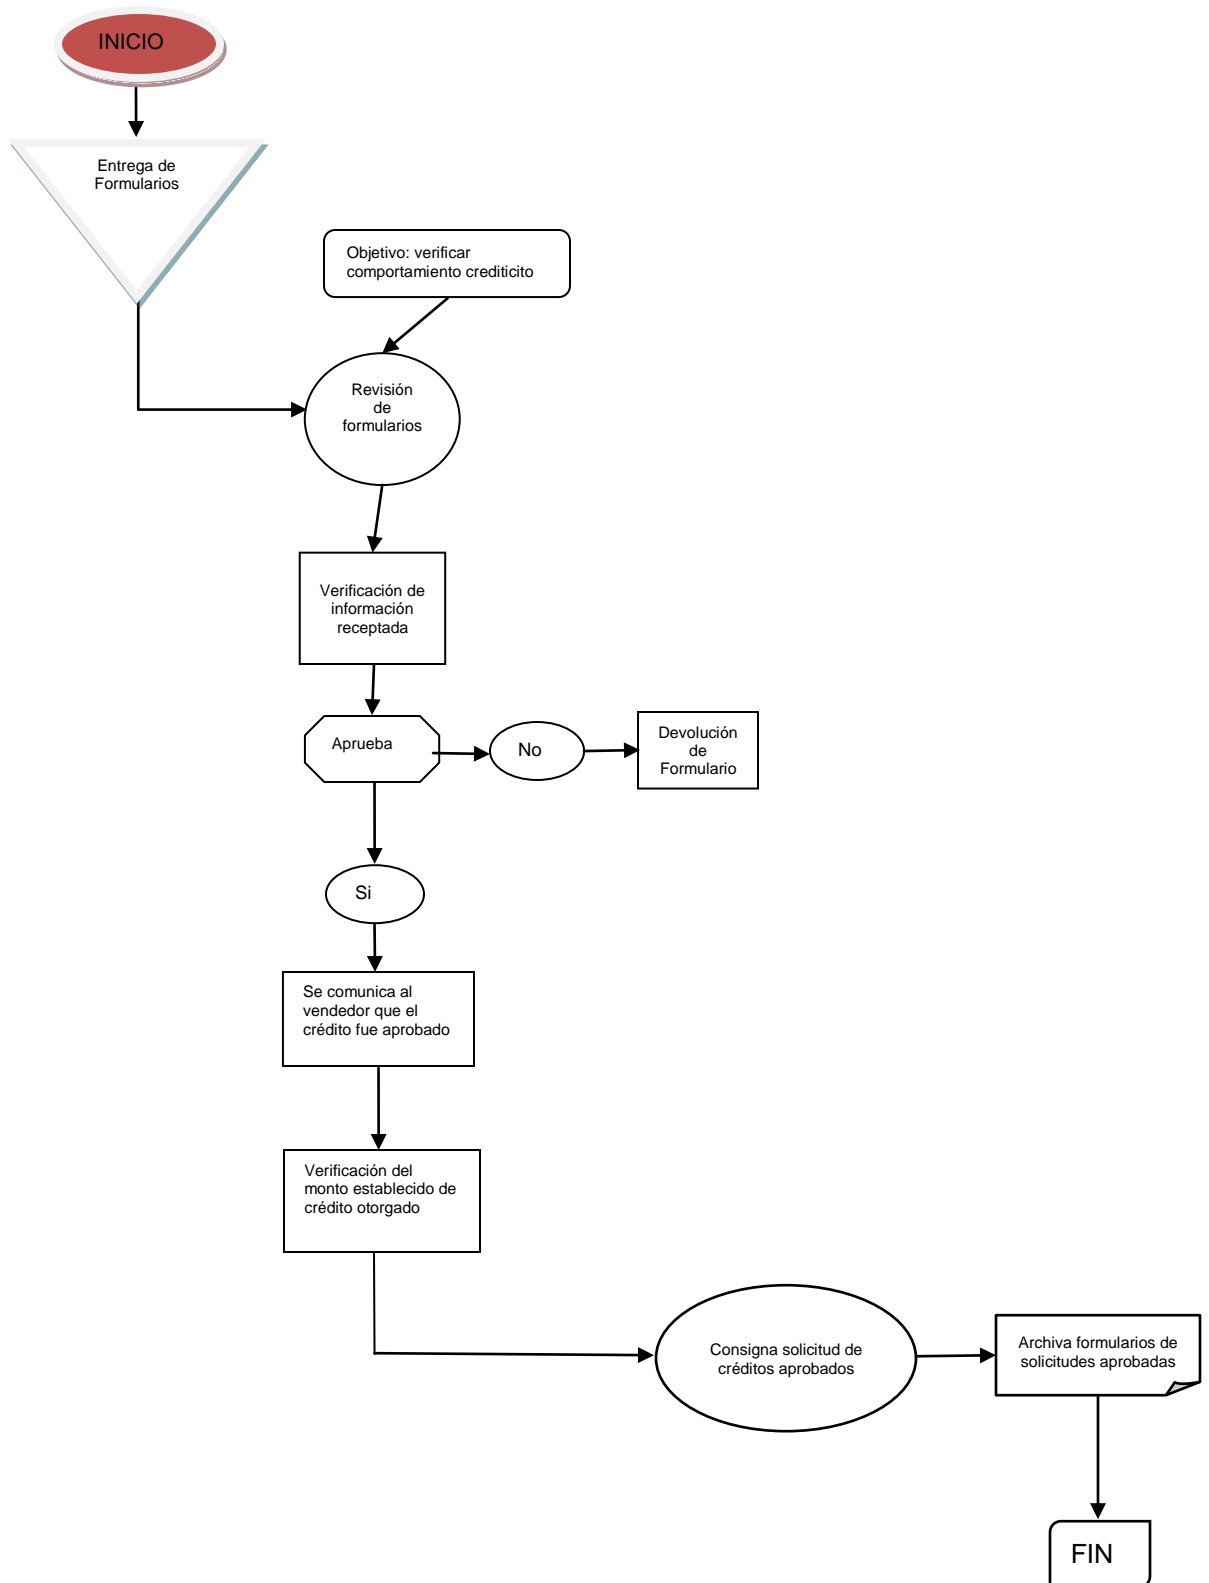 INICIO
Entrega de
Formularios
Objetivo: verificar
comportamiento crediticito
Revisión
de
formularios
Verificación de
información
receptada
Aprueba
No
Devolución
de
Formulario
Si
Se comunica al
vendedor que el
crédito fue aprobado
Verificación del
monto establecido de
crédito otorgado
Consigna solicitud de
créditos aprobados
Archiva formularios de
solicitudes aprobadas
FIN